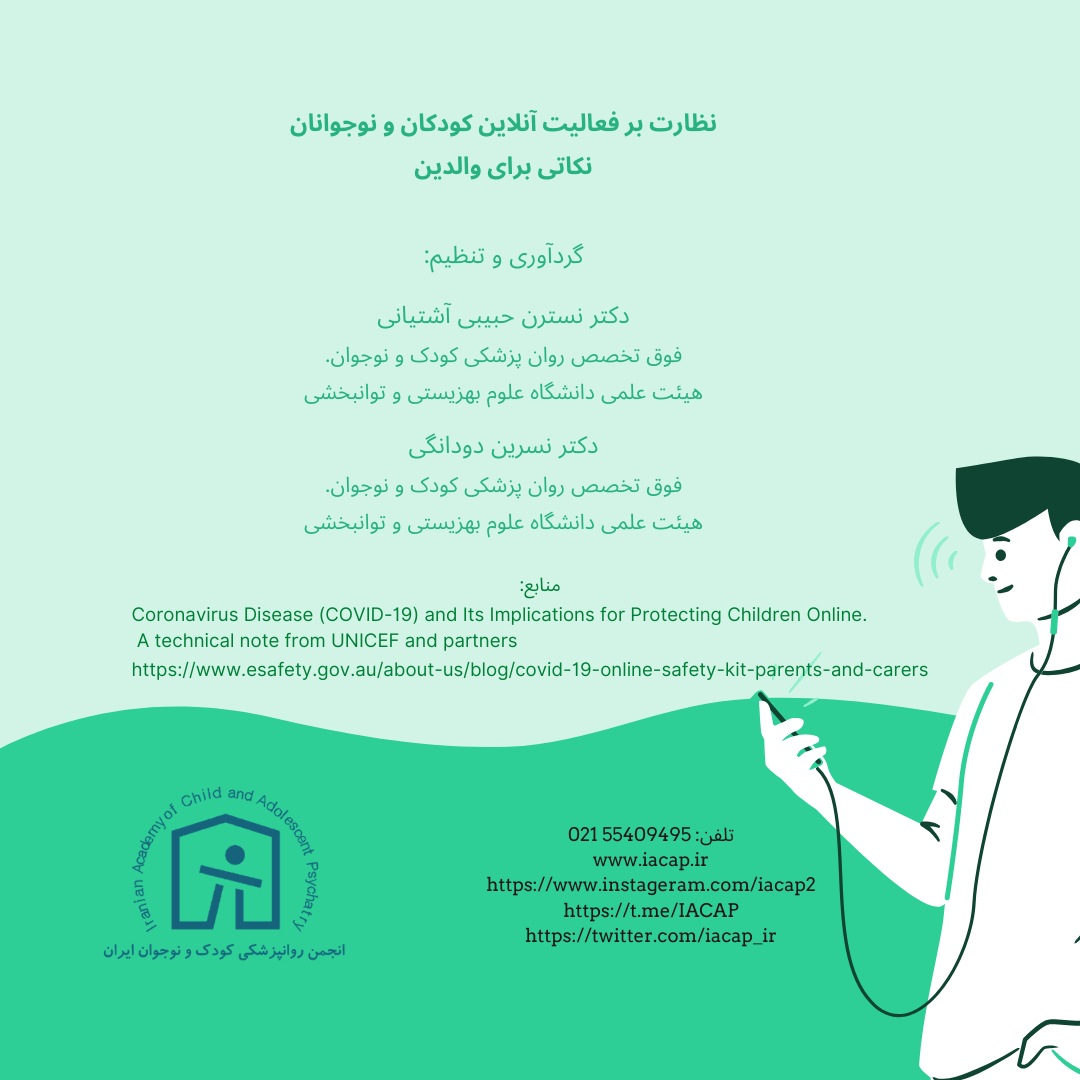 نظارت بر فعالیت آنلاین کودکان و نوجوانان
نکاتی برای والدین
گردآوری و تنظیم:
دکتر نسترن حبیبی آشتیانی
فوق تخصص روان پزشکی کودک و نوجوان.
هیئت علمی دانشگاه علوم بهزیستی و توانبخشی
دکتر نسرین دودانگی
فوق تخصص روان پزشکی کودک و نوجوان.
هیئت علمی دانشگاه علوم بهزیستی و توانبخشی
منابع:
Coronavirus Disease (COVID-19) and Its Implications for Protecting Children Online.
A technical note from UNICEF and partners
https://www.esafety.gov.au/about-us/blog/covid-19-online-safety-kit-parents-and-carers
Iranian Academy of Child and Adolescent Psychatry
انجمن روانپزشکی کودک و نوجوان ایران
تلفن: 55409495 021
www.iacap.ir
https://www.instageram.com/iacap2
https://t.me/IACAP
https://twitter.com/iacap_ir